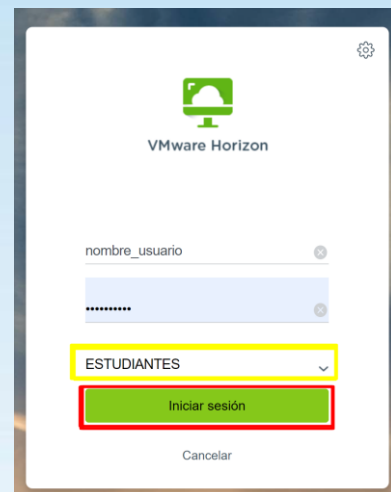 VMware Horizon
nombre_usuario
••••••••••
ESTUDIANTES
Iniciar sesión
Cancelar